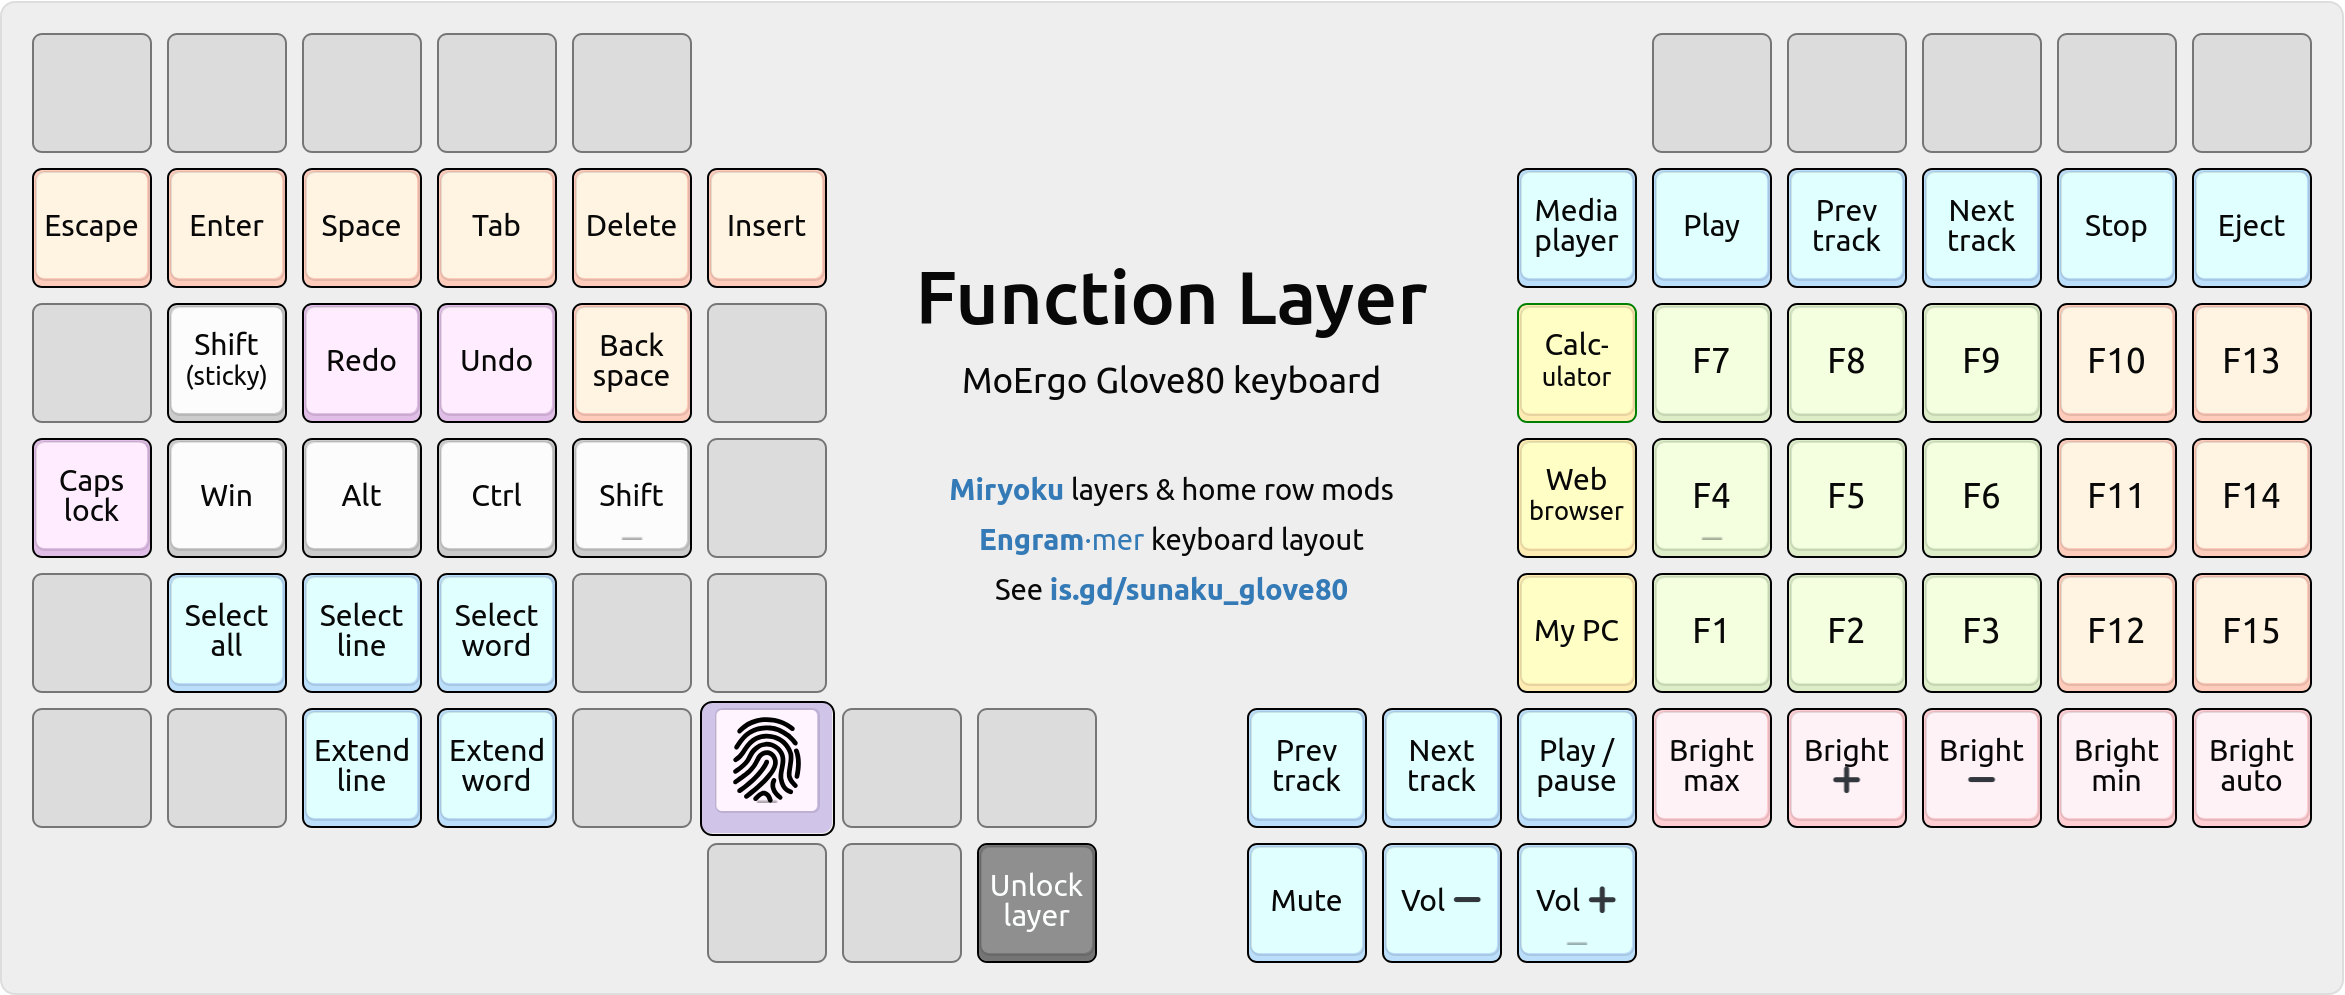 Escape
Enter
Space
Tab
Delete
Insert
Media
player
Play
Prev
track
Next
track
Stop
Eject
Shift
(sticky)
Redo
Undo
Back
space
Calc-
ulator
F7
F8
F9
F10
F13
Caps
lock
Win
Alt
Ctrl
Shift
_
Web
browser
F4
_
F5
F6
F11
F14
Select
all
Select
line
Select
word
My PC
F1
F2
F3
F12
F15
Function Layer
MoErgo Glove80 keyboard
Miryoku layers & home row mods
Engram·mer keyboard layout
See is.gd/sunaku_glove80
Extend
line
Extend
word
Prev
track
Next
track
Play /
pause
Bright
max
Bright
+
Bright
−
Bright
min
Bright
auto
Unlock
layer
Mute
Vol −
Vol +
_